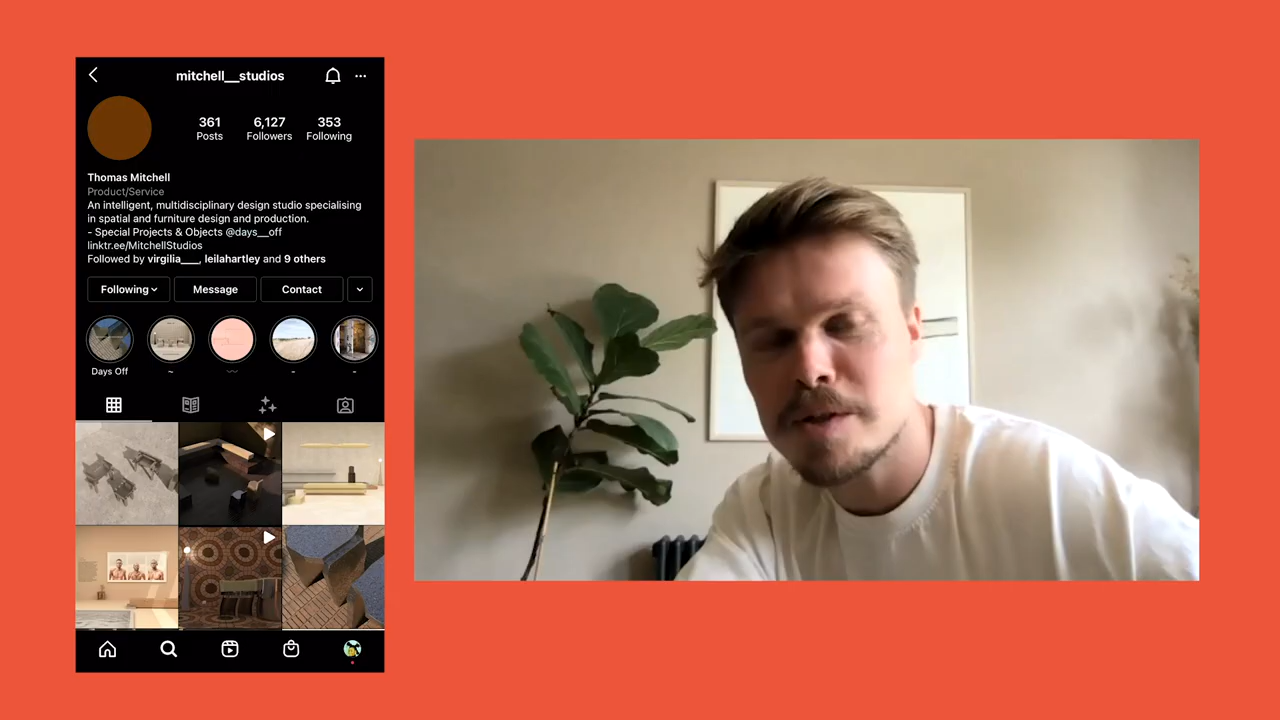 mitchell__studios
361 6,127 353
Posts Followers Following
Thomas Mitchell
Product/Service
An intelligent, multidisciplinary design studio specialising
in spatial and furniture design and production.
- Special Projects & Objects @days__off
linktr.ee/MitchellStudios
Followed by virgilia___, leilahartley and 9 others
Following Message Contact
Days Off ~ - -